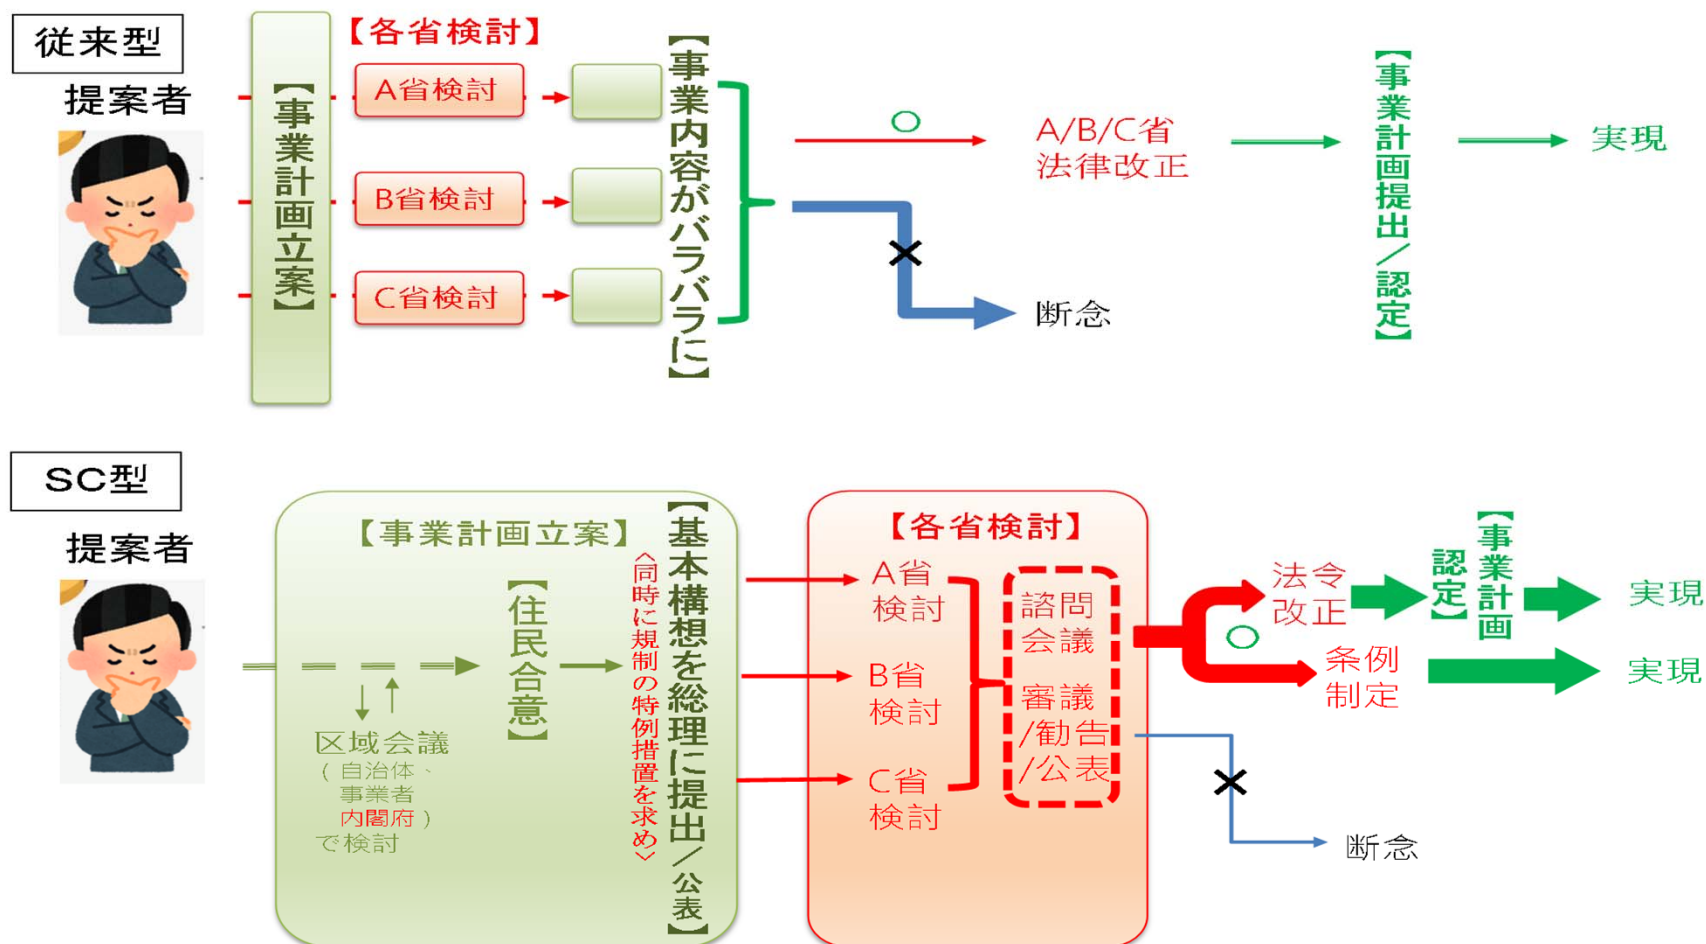 従来型
提案者
【事業計画立案】
【各省検討】
A省検討
B省検討
C省検討
【事業内容がバラバラに】
○
A/B/C省
法律改正
断念
【事業計画提出/認定】
実現
SC型
提案者
【事業計画立案】
区域会議
(自治体、
事業者
内閣府)
で検討
【住民合意】
〈同時に規制の特例措置を求め〉
【基本構想を総理に提出/公表】
【各省検討】
A省
検討
B省
検討
C省
検討
諮問
会議
審議
/勧告
/公表
○
法令
改正
【事業計画
認定】
実現
条例
制定
実現
断念